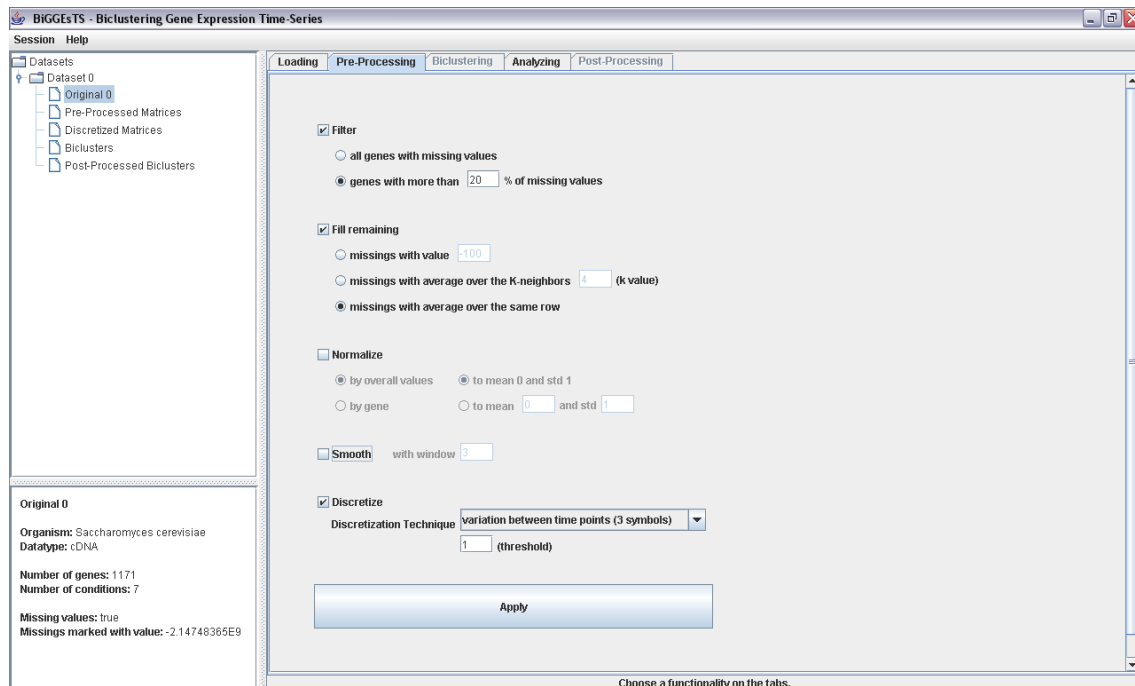 BiGGEsTS - Biclustering Gene Expression Time-Series
Session Help
Datasets
Dataset 0
Original 0
Pre-Processed Matrices
Discretized Matrices
Biclusters
Post-Processed Biclusters
Original 0
Organism: Saccharomyces cerevisiae
Datatype: cDNA
Number of genes: 1171
Number of conditions: 7
Missing values: true
Missings marked with value: -2.14748365E9
Loading Pre-Processing Biclustering Analyzing Post-Processing
Filter
all genes with missing values
genes with more than 20 % of missing values
Fill remaining
missings with value -100
missings with average over the K-neighbors 4 (k value)
missings with average over the same row
Normalize
by overall values to mean 0 and std 1
by gene to mean 0 and std 1
Smooth with window 3
Discretize
Discretization Technique variation between time points (3 symbols)
1 (threshold)
Apply
Choose a functionality on the tabs.